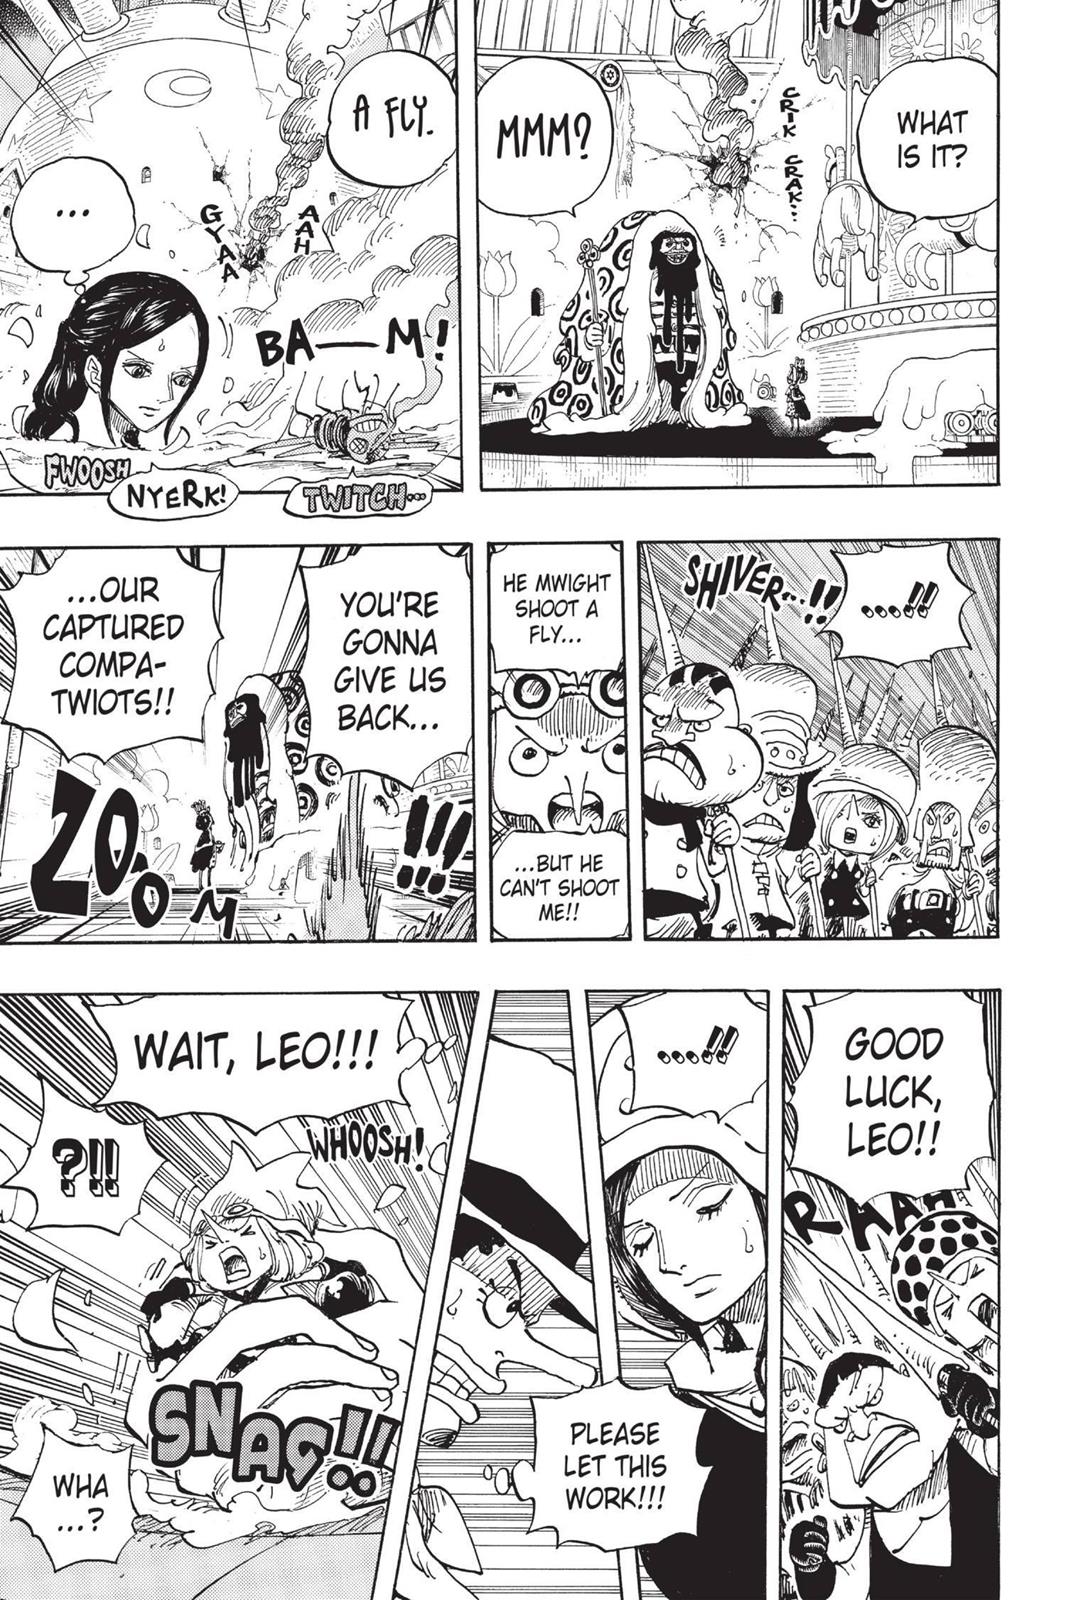 WHAT
IS IT?
CRIK
CRAK...
MMM?
A FLY.
...
GYAA
AAH
BA—M!
FWOOSH
NYERK!
TWITCH...
...!!
SHIVER...!!
HE MWIGHT
SHOOT A
FLY...
...BUT HE
CAN'T SHOOT
ME!!
YOU'RE
GONNA
GIVE US
BACK...
...OUR
CAPTURED
COMPA-
TWIOTS!!
ZOOM
!!!
GOOD
LUCK,
LEO!!
RAAAH
...!!
PLEASE
LET THIS
WORK!!!
WAIT, LEO!!!
?!!
WHOOSH!
SNAG!!
WHA
...?